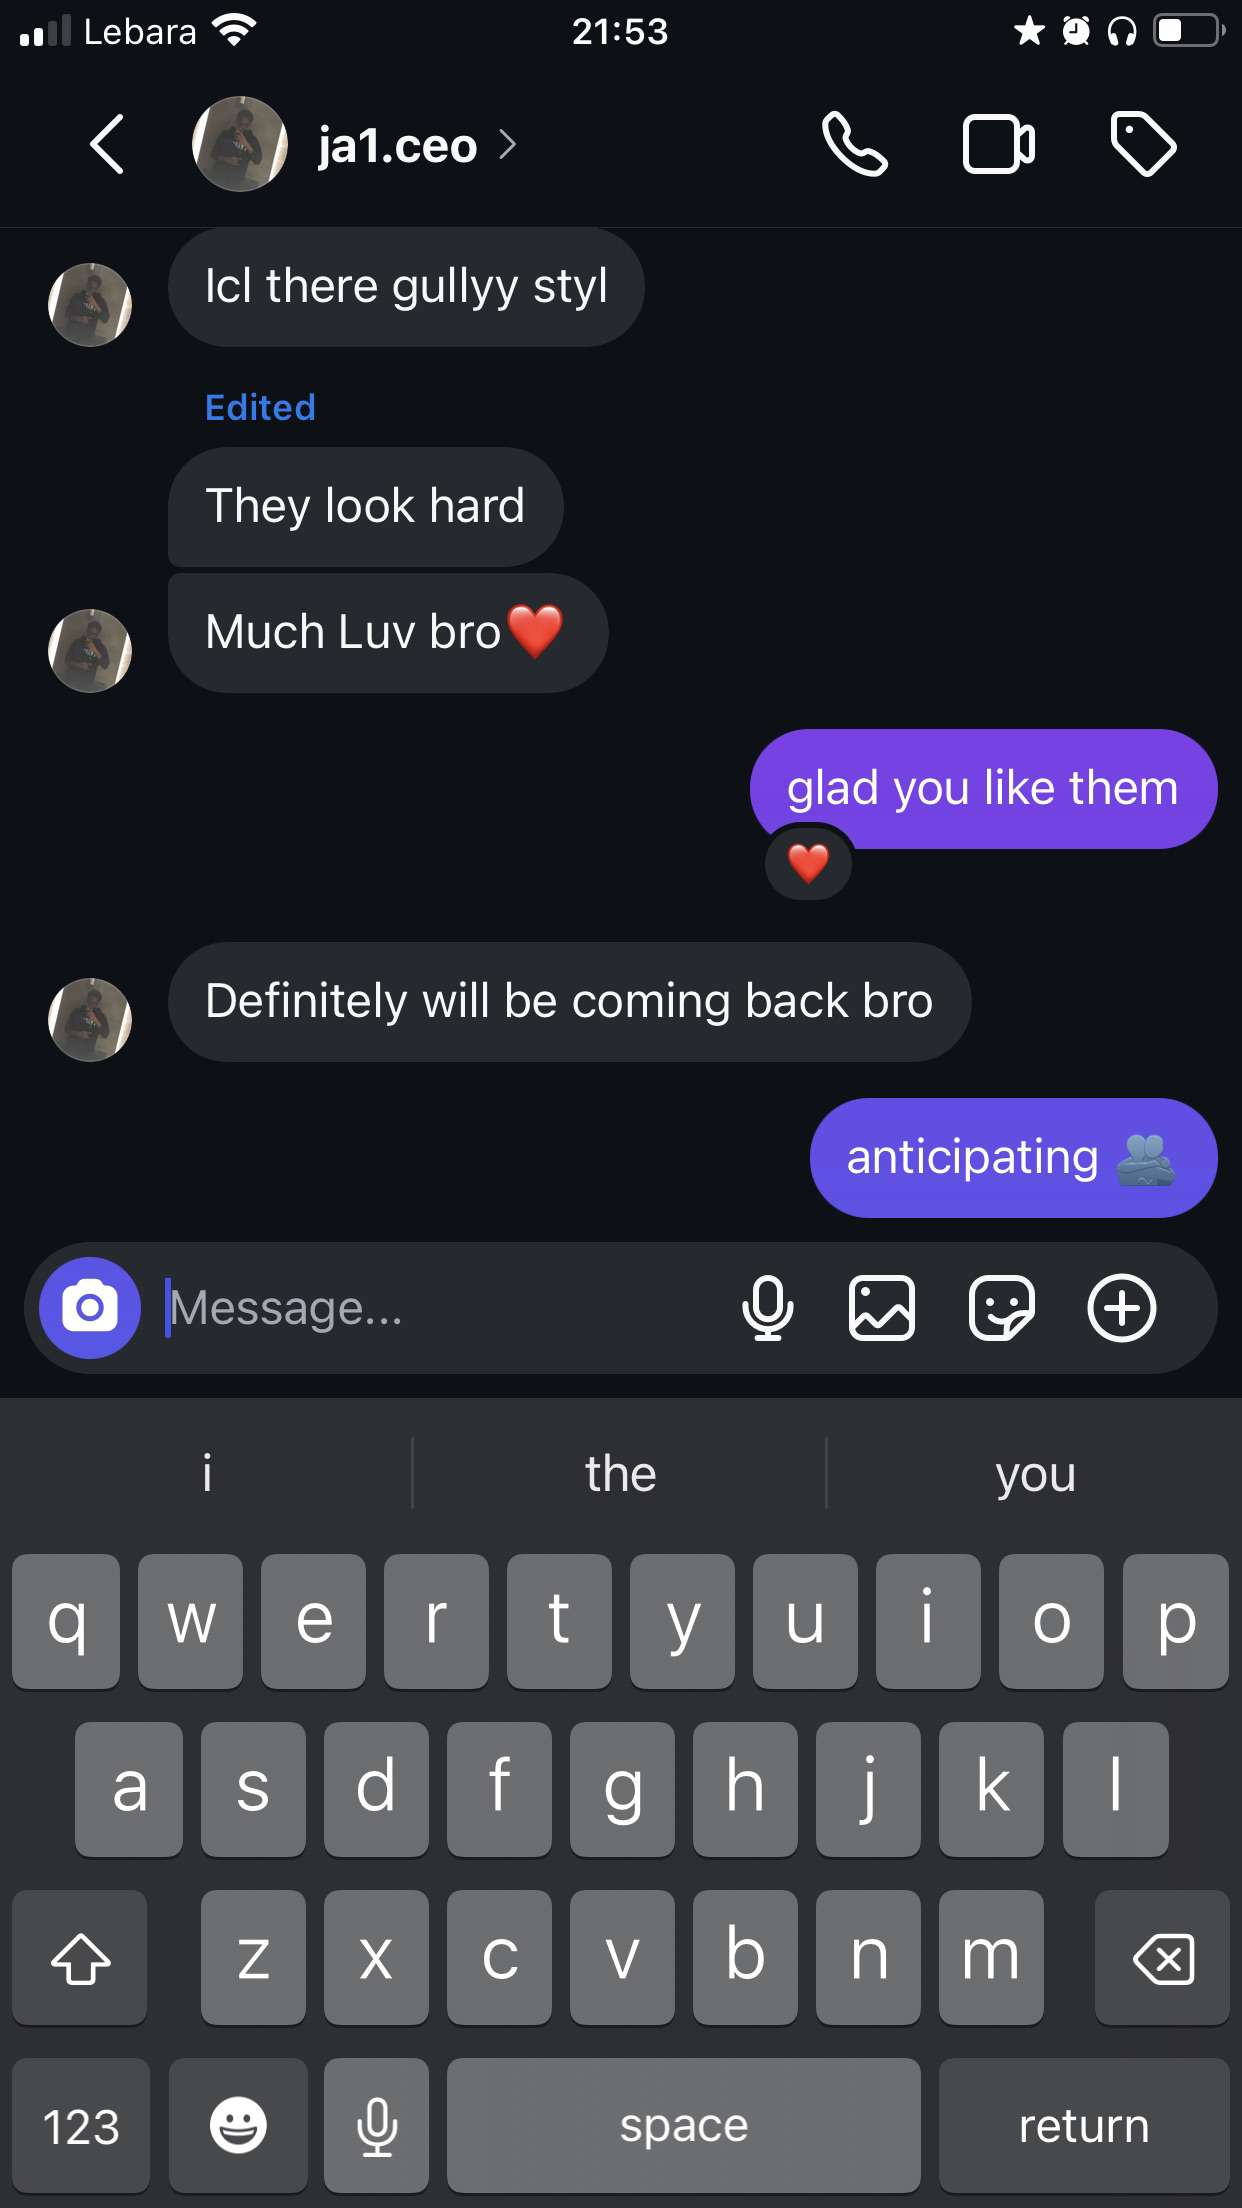 Lebara 21:53
ja1.ceo
Icl there gullyy styl
Edited
They look hard
Much Luv bro❤️
glad you like them
❤️
Definitely will be coming back bro
anticipating 🫂
Message...
i the you
q w e r t y u i o p
a s d f g h j k l
z x c v b n m
123 space return